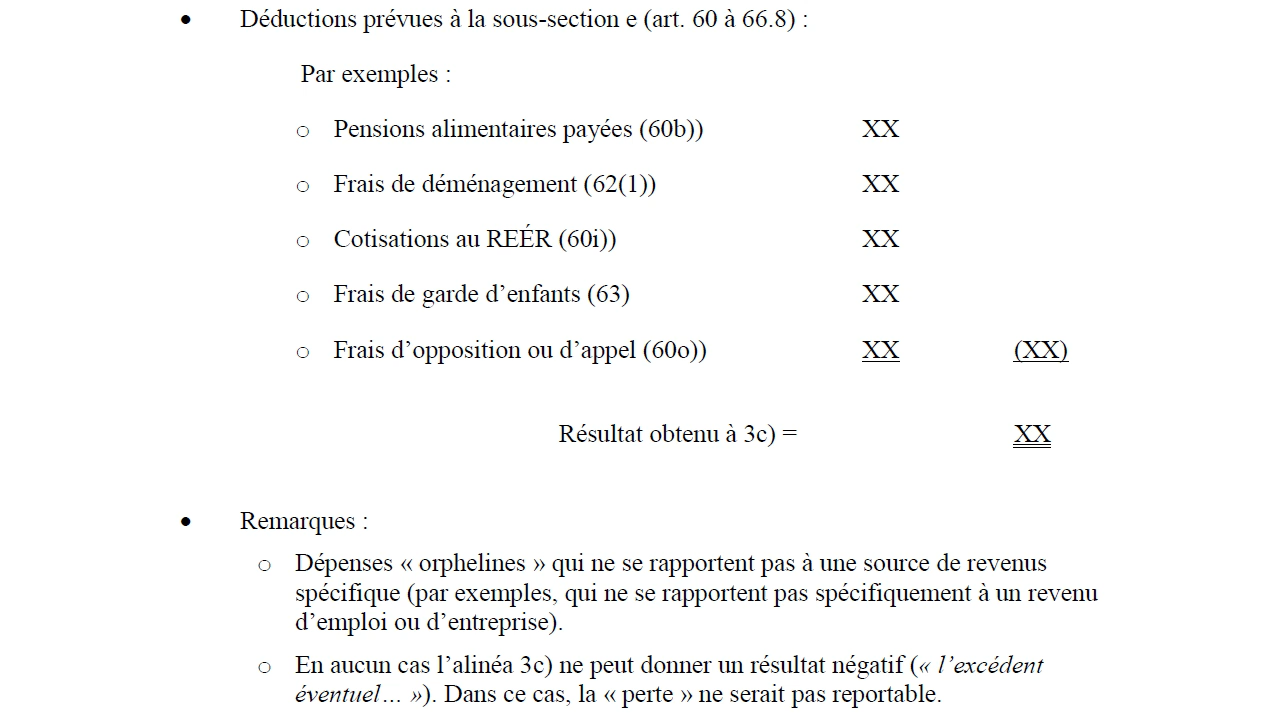 • Déductions prévues à la sous-section e (art. 60 à 66.8) :
Par exemples :
o Pensions alimentaires payées (60b)) XX
o Frais de déménagement (62(1)) XX
o Cotisations au REÉR (60i)) XX
o Frais de garde d’enfants (63) XX
o Frais d’opposition ou d’appel (60o)) XX (XX)
Résultat obtenu à 3c) = XX
• Remarques :
o Dépenses « orphelines » qui ne se rapportent pas à une source de revenus
spécifique (par exemples, qui ne se rapportent pas spécifiquement à un revenu
d’emploi ou d’entreprise).
o En aucun cas l’alinéa 3c) ne peut donner un résultat négatif (« l’excédent
éventuel… »). Dans ce cas, la « perte » ne serait pas reportable.